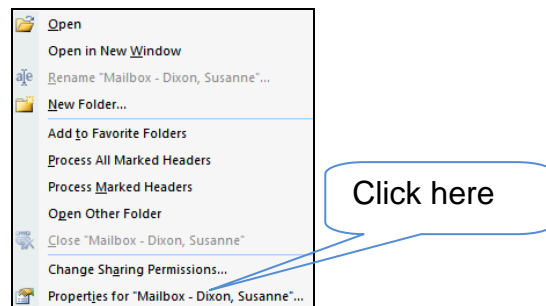 Open
Open in New Window
Rename "Mailbox - Dixon, Susanne"...
New Folder...
Add to Favorite Folders
Process All Marked Headers
Process Marked Headers
Open Other Folder
Close "Mailbox - Dixon, Susanne"
Change Sharing Permissions...
Properties for "Mailbox - Dixon, Susanne"...
Click here